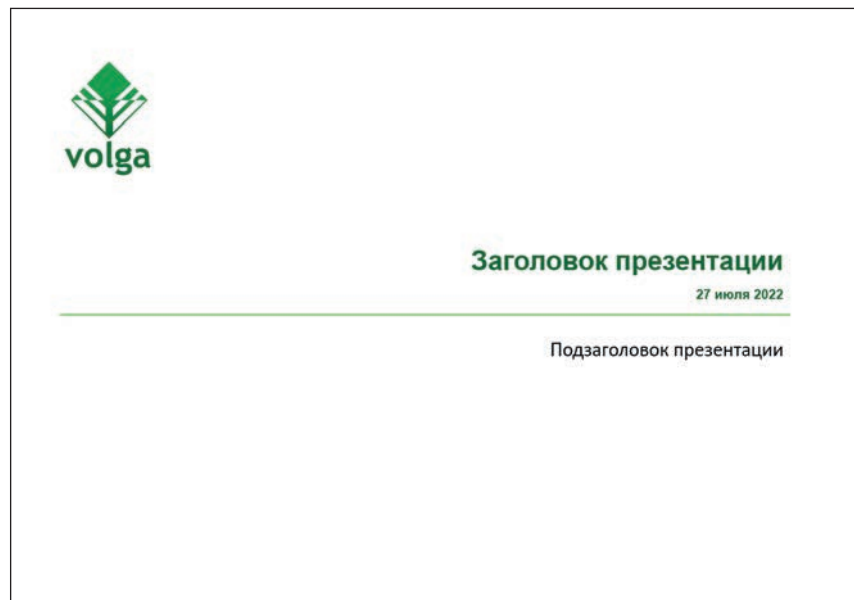 volga
Заголовок презентации
27 июля 2022
Подзаголовок презентации